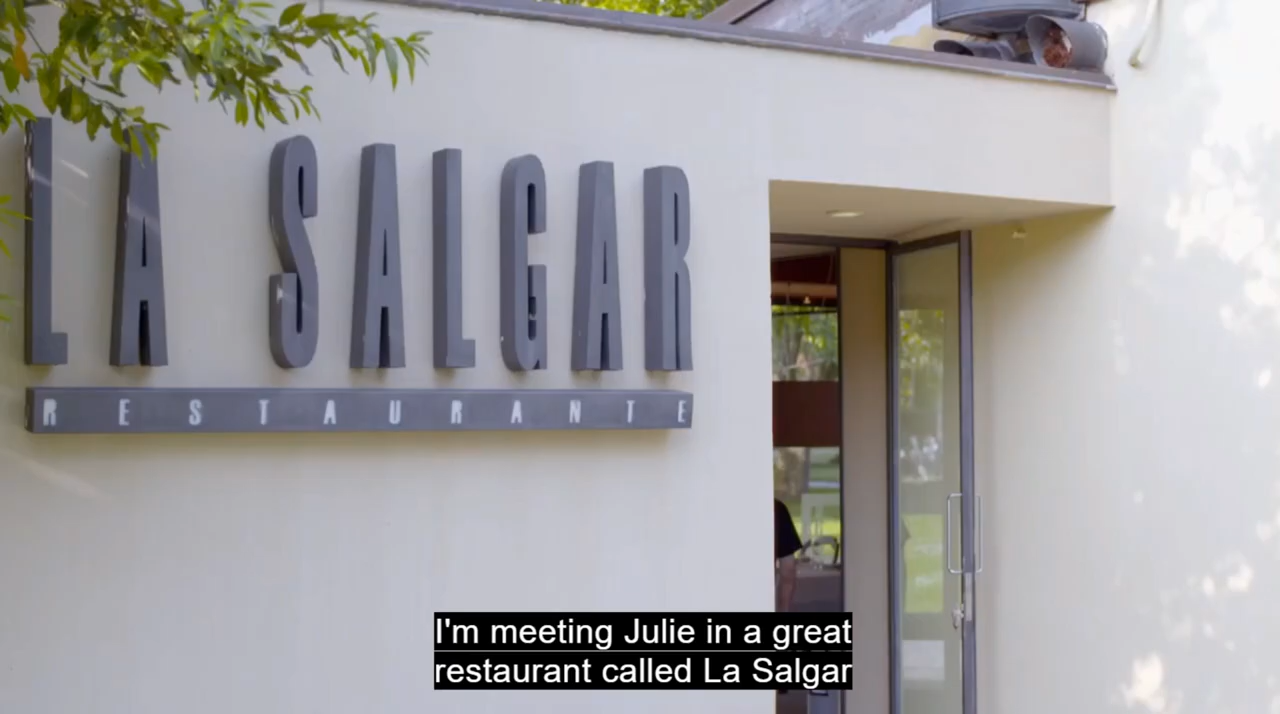 LA SALGAR
RESTAURANTE
I'm meeting Julie in a great
restaurant called La Salgar